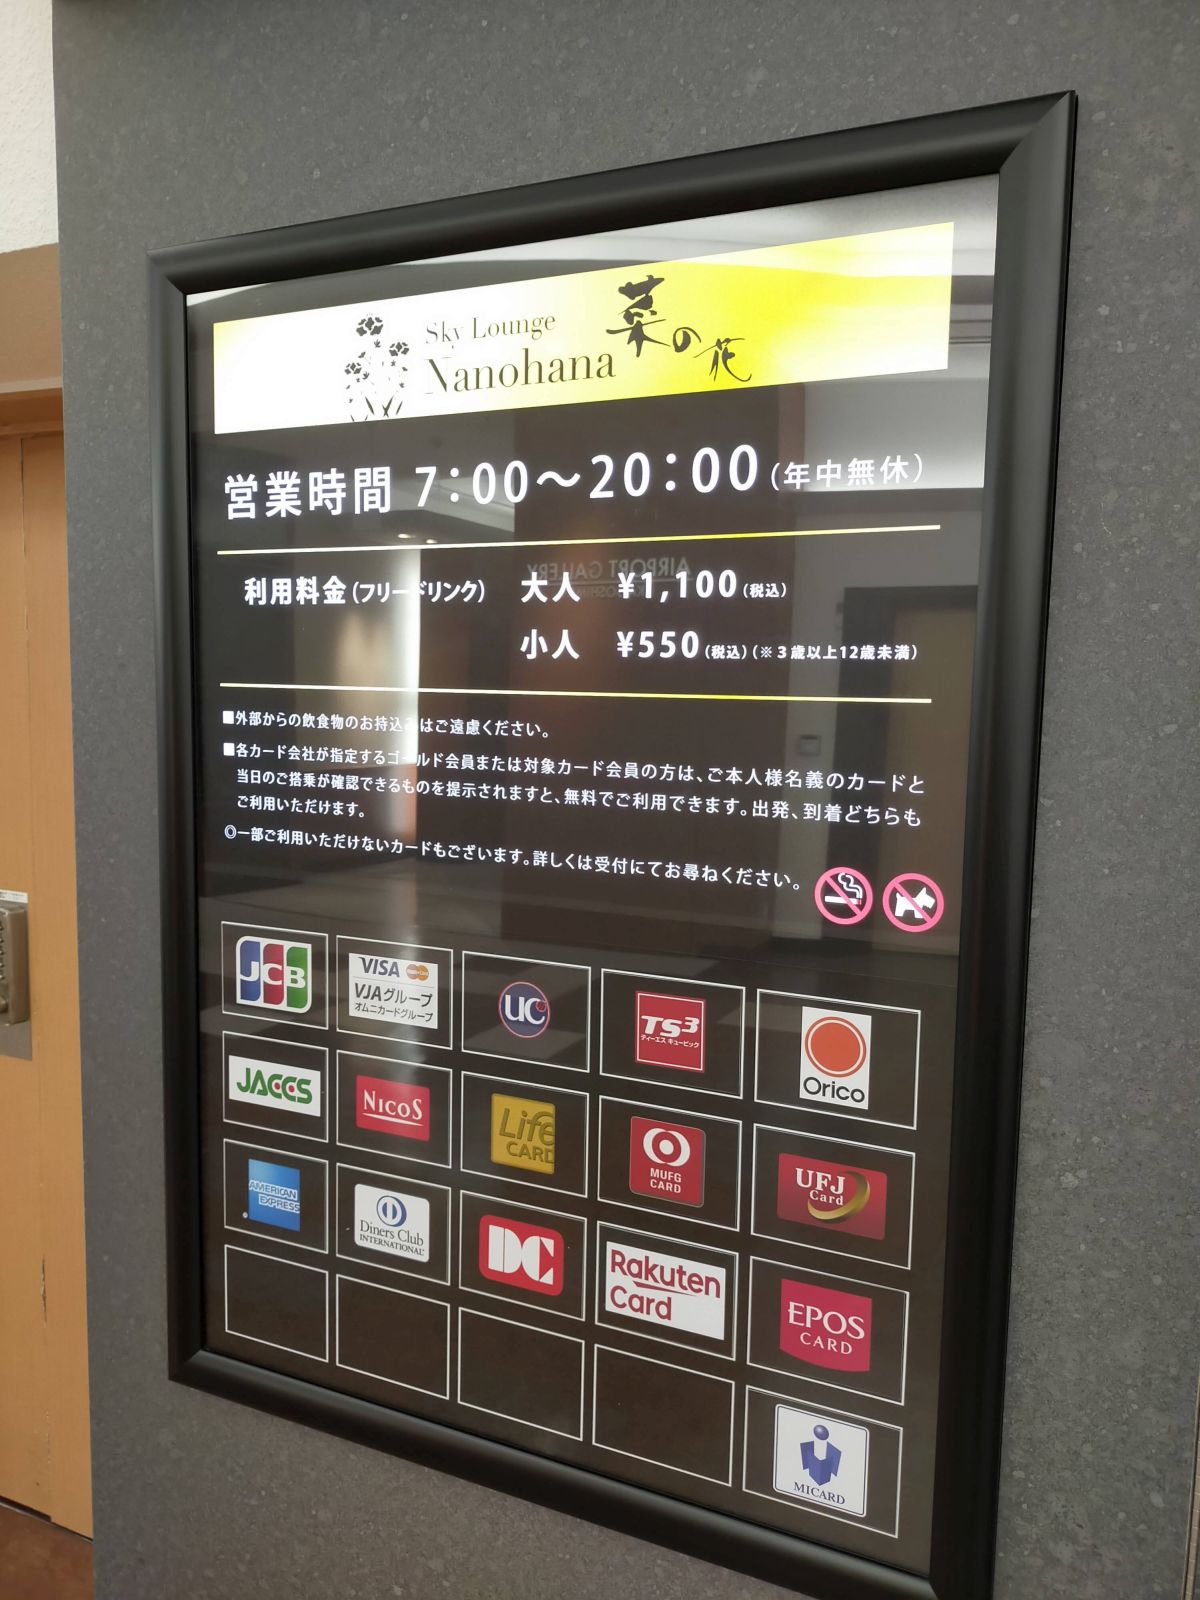 Sky Lounge
Nanohana 菜の花
営業時間 7:00～20:00(年中無休)
利用料金(フリードリンク) 大人 ¥1,100(税込)
小人 ¥550(税込)(※3歳以上12歳未満)
■外部からの飲食物のお持込みはご遠慮ください。
■各カード会社が指定するゴールド会員または対象カード会員の方は、ご本人様名義のカードと
当日のご搭乗が確認できるものを提示されますと、無料でご利用できます。出発、到着どちらも
ご利用いただけます。
◎一部ご利用いただけないカードもございます。詳しくは受付にてお尋ねください。
JCB
VISA
VJAグループ
オムニカードグループ
UC
TS3
ティーエス キュービック
Orico
JACCS
NICOS
Life
CARD
MUFG
CARD
UFJ
Card
AMERICAN
EXPRESS
Diners Club
INTERNATIONAL
DC
Rakuten
Card
EPOS
CARD
MICARD
AIRPORT GALLERY